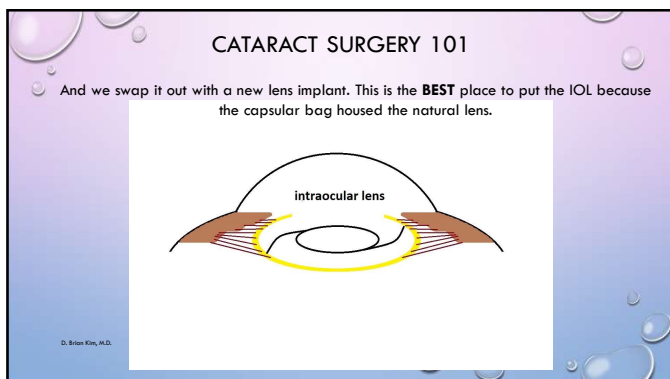 CATARACT SURGERY 101
And we swap it out with a new lens implant. This is the BEST place to put the IOL because
the capsular bag housed the natural lens.
intraocular lens
D. Brian Kim, M.D.